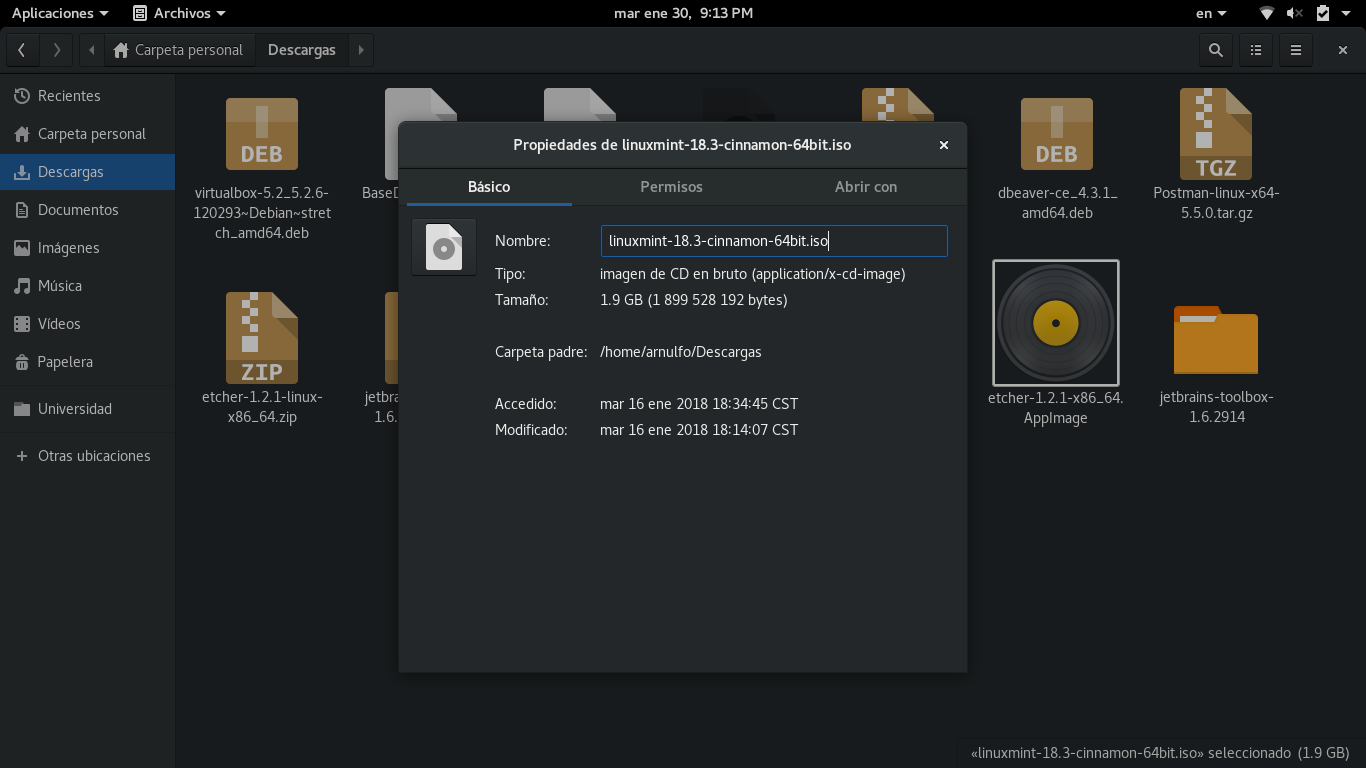 Aplicaciones Archivos mar ene 30, 9:13 PM en
Carpeta personal Descargas
Recientes
Carpeta personal
Descargas
Documentos
Imágenes
Música
Vídeos
Papelera
Universidad
Otras ubicaciones
DEB
virtualbox-5.2_5.2.6-
120293~Debian~stret
ch_amd64.deb
BaseD
DEB
dbeaver-ce_4.3.1_
amd64.deb
TGZ
Postman-linux-x64-
5.5.0.tar.gz
ZIP
etcher-1.2.1-linux-
x86_64.zip
jetb
1.6.
etcher-1.2.1-x86_64.
AppImage
jetbrains-toolbox-
1.6.2914
Propiedades de linuxmint-18.3-cinnamon-64bit.iso
Básico Permisos Abrir con
Nombre: linuxmint-18.3-cinnamon-64bit.iso
Tipo: imagen de CD en bruto (application/x-cd-image)
Tamaño: 1.9 GB (1 899 528 192 bytes)
Carpeta padre: /home/arnulfo/Descargas
Accedido: mar 16 ene 2018 18:34:45 CST
Modificado: mar 16 ene 2018 18:14:07 CST
«linuxmint-18.3-cinnamon-64bit.iso» seleccionado (1.9 GB)